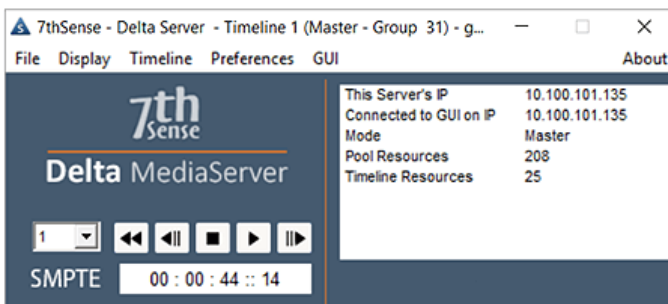 7thSense - Delta Server - Timeline 1 (Master - Group 31) - g...
File Display Timeline Preferences GUI About
7th
Sense
Delta MediaServer
1
SMPTE 00 : 00 : 44 :: 14
This Server's IP 10.100.101.135
Connected to GUI on IP 10.100.101.135
Mode Master
Pool Resources 208
Timeline Resources 25